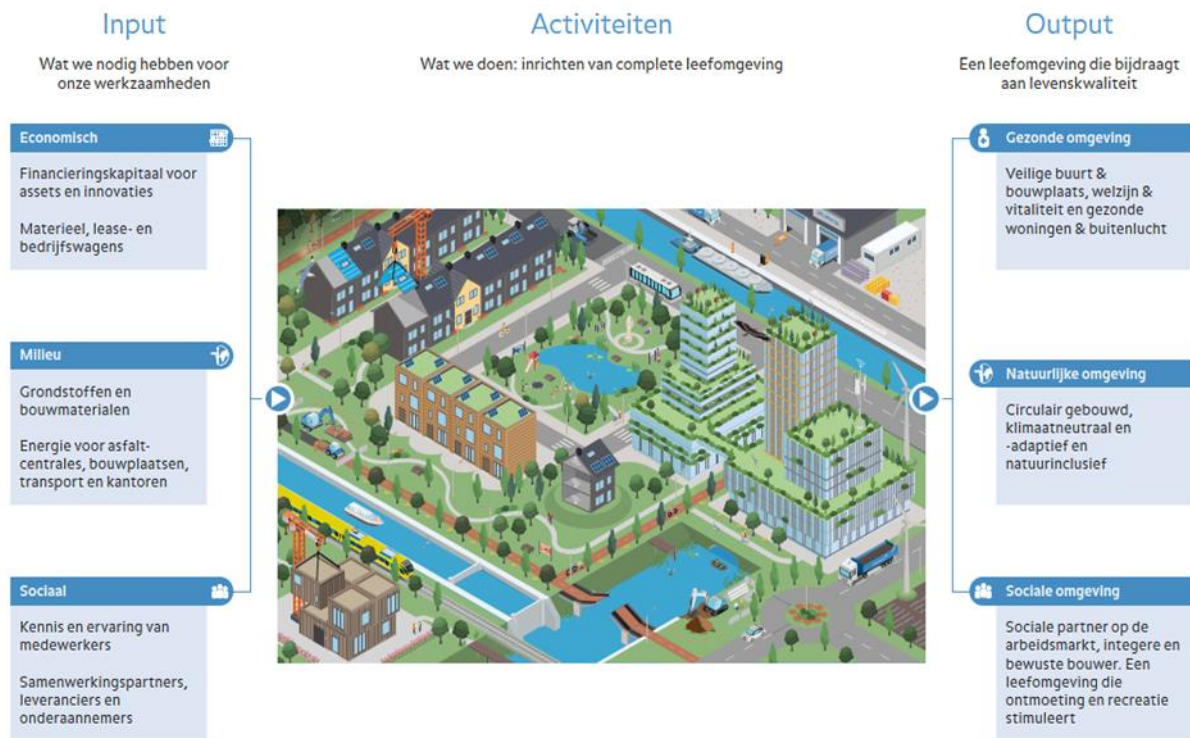 Input
Wat we nodig hebben voor
onze werkzaamheden
Economisch
Financieringskapitaal voor
assets en innovaties
Materieel, lease- en
bedrijfswagens
Milieu
Grondstoffen en
bouwmaterialen
Energie voor asfalt-
centrales, bouwplaatsen,
transport en kantoren
Sociaal
Kennis en ervaring van
medewerkers
Samenwerkingspartners,
leveranciers en
onderaannemers
Activiteiten
Wat we doen: inrichten van complete leefomgeving
Output
Een leefomgeving die bijdraagt
aan levenskwaliteit
Gezonde omgeving
Veilige buurt &
bouwplaats, welzijn &
vitaliteit en gezonde
woningen & buitenlucht
Natuurlijke omgeving
Circulair gebouwd,
klimaatneutraal en
-adaptief en
natuurinclusief
Sociale omgeving
Sociale partner op de
arbeidsmarkt, integere en
bewuste bouwer. Een
leefomgeving die
ontmoeting en recreatie
stimuleert